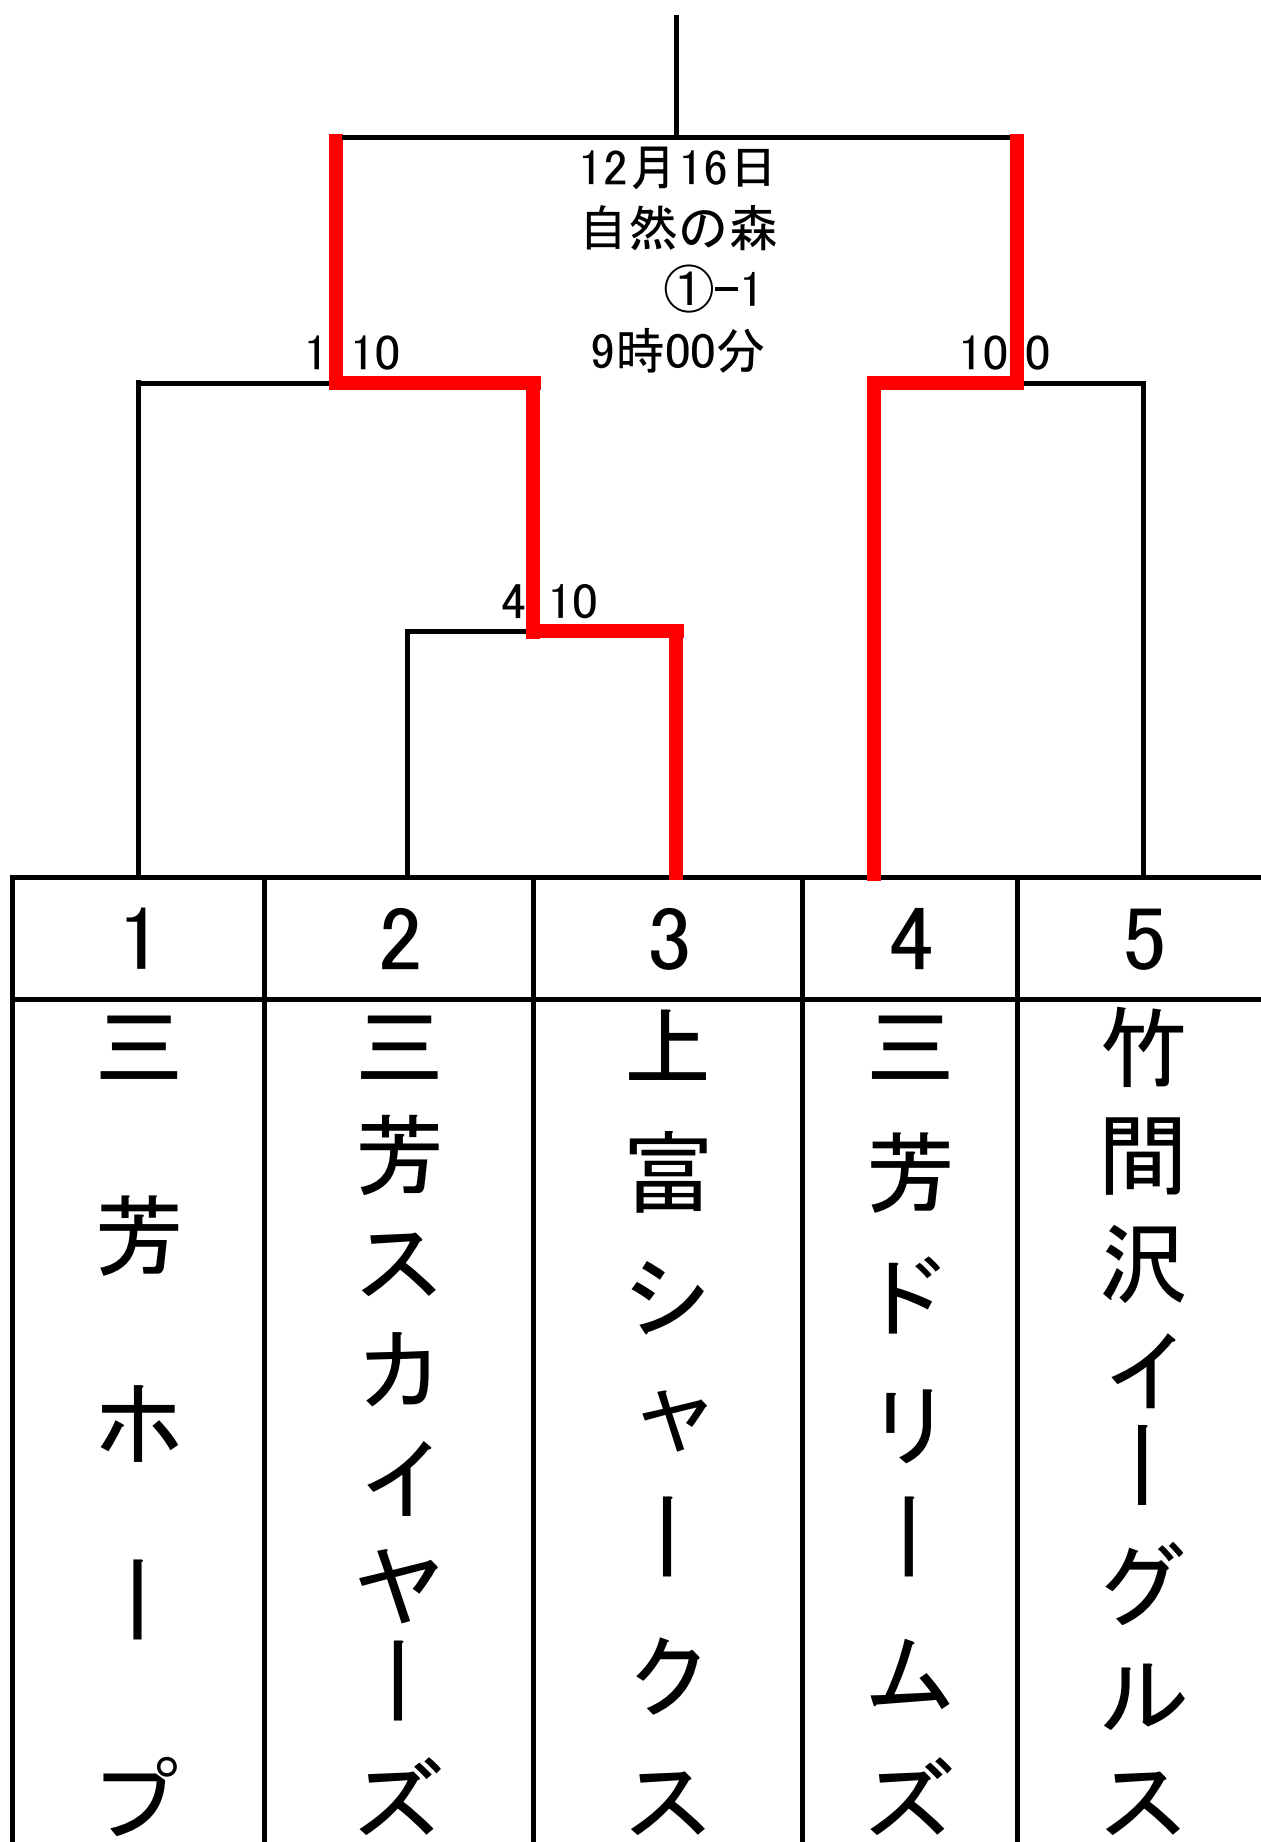 12月16日
自然の森
①-1
9時00分
1 10
10 0
4 10
1
2
3
4
5
三芳ホープ
三芳スカイヤーズ
上富シャークス
三芳ドリームズ
竹間沢イーグルス